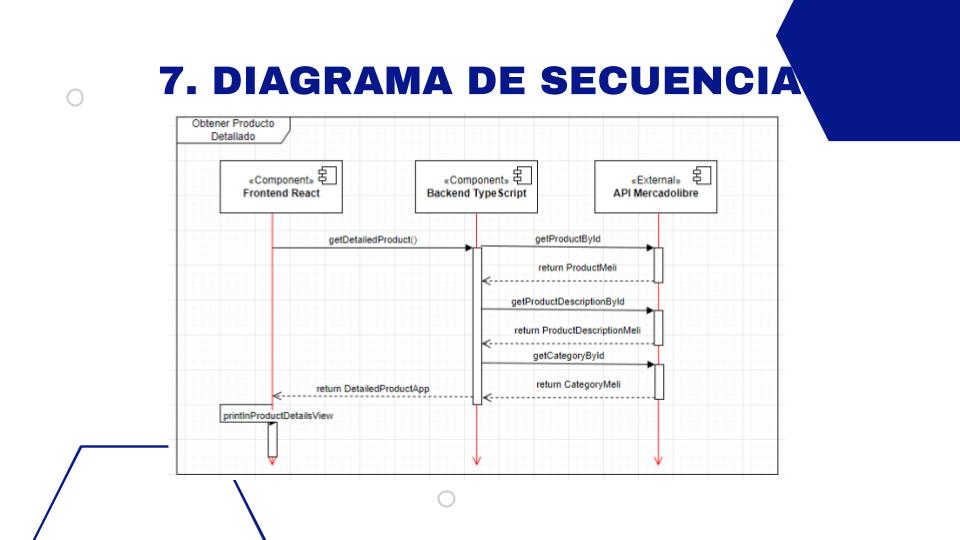 7. DIAGRAMA DE SECUENCIA
Obtener Producto
Detallado
«Component»
Frontend React
«Component»
Backend TypeScript
«External»
API Mercadolibre
getDetailedProduct()
getProductById
return ProductMeli
getProductDescriptionById
return ProductDescriptionMeli
getCategoryById
return CategoryMeli
return DetailedProductApp
printInProductDetailsView